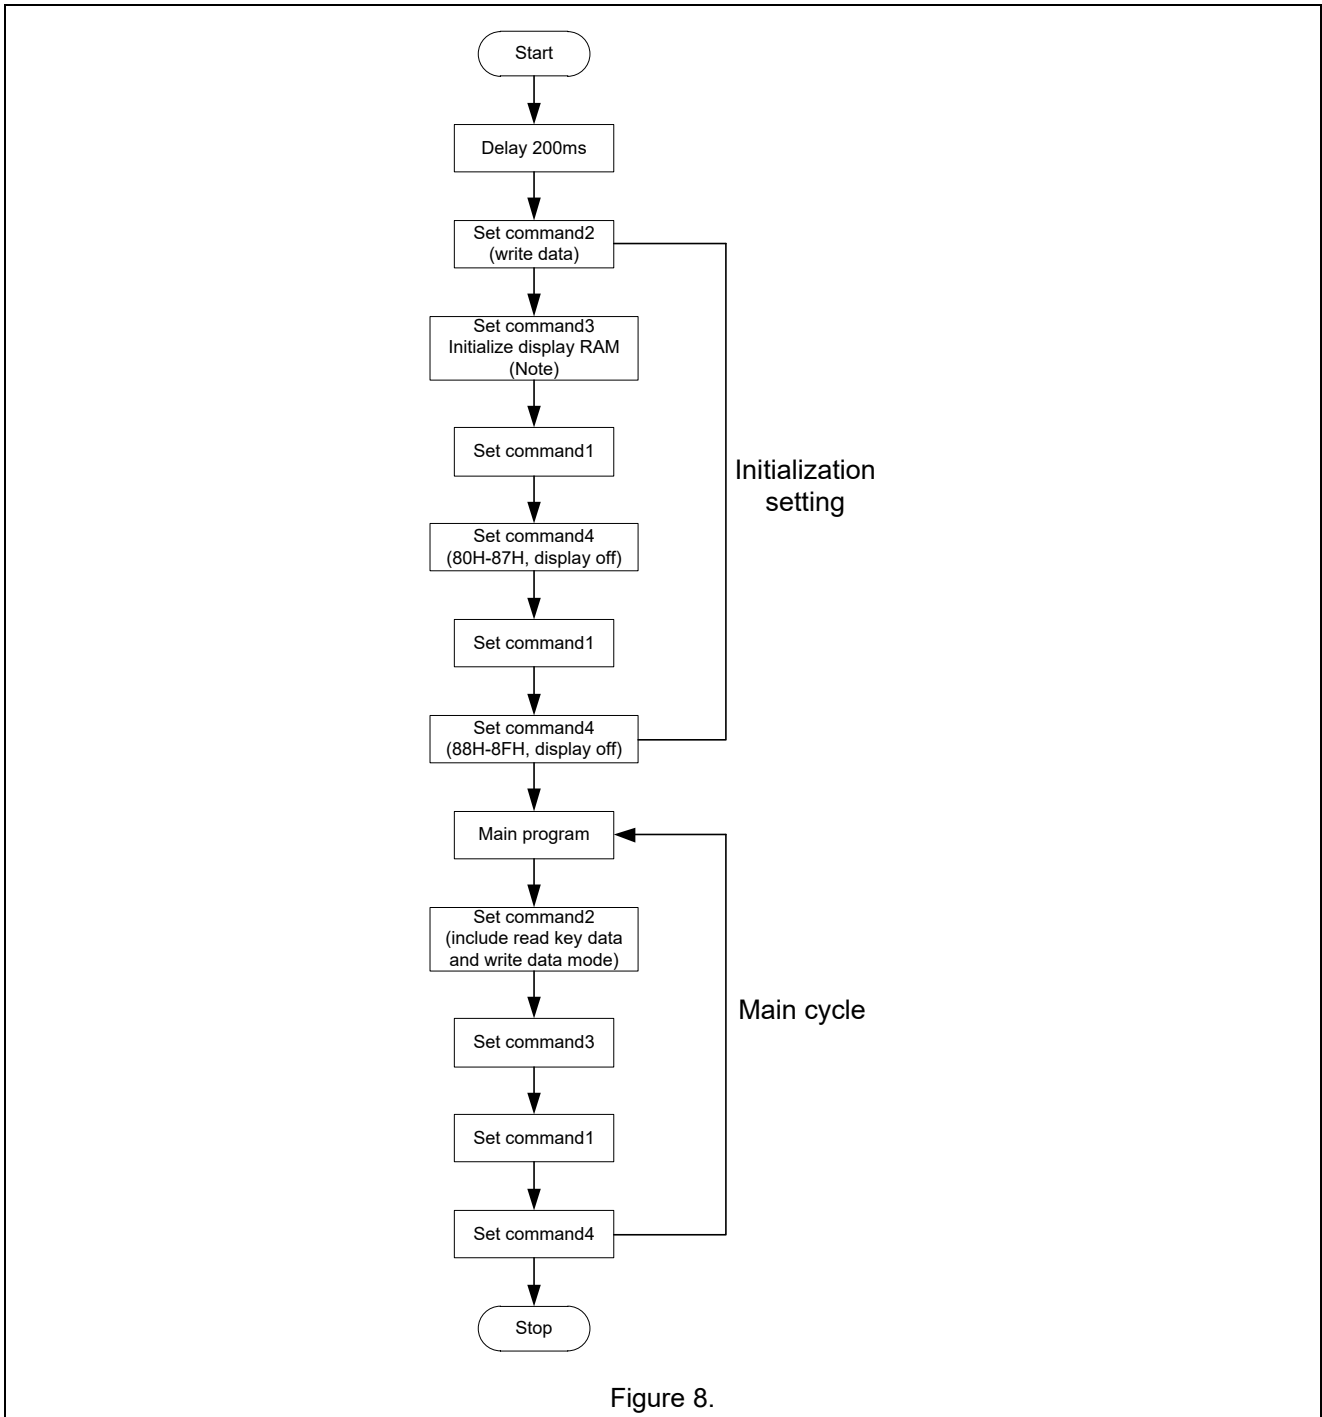 Start
Delay 200ms
Set command2
(write data)
Set command3
Initialize display RAM
(Note)
Set command1
Initialization
setting
Set command4
(80H-87H, display off)
Set command1
Set command4
(88H-8FH, display off)
Main program
Set command2
(include read key data
and write data mode)
Main cycle
Set command3
Set command1
Set command4
Stop
Figure 8.